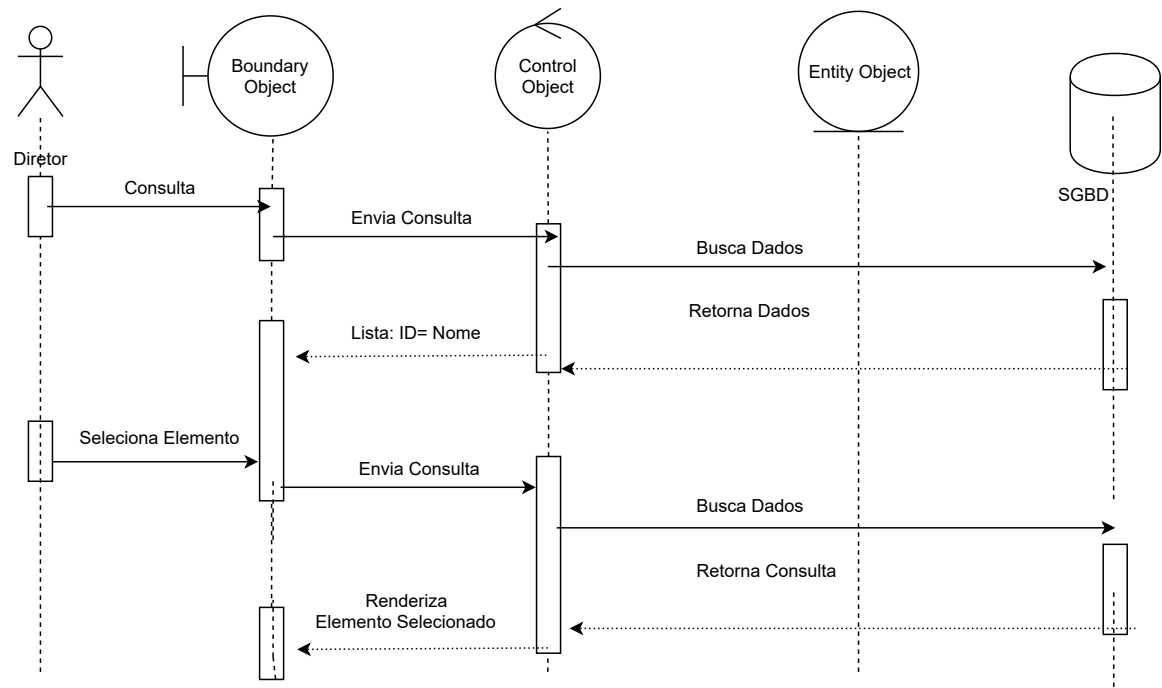 Boundary
Object
Control
Object
Entity Object
Diretor
SGBD
Consulta
Envia Consulta
Busca Dados
Retorna Dados
Lista: ID= Nome
Seleciona Elemento
Envia Consulta
Busca Dados
Retorna Consulta
Renderiza
Elemento Selecionado